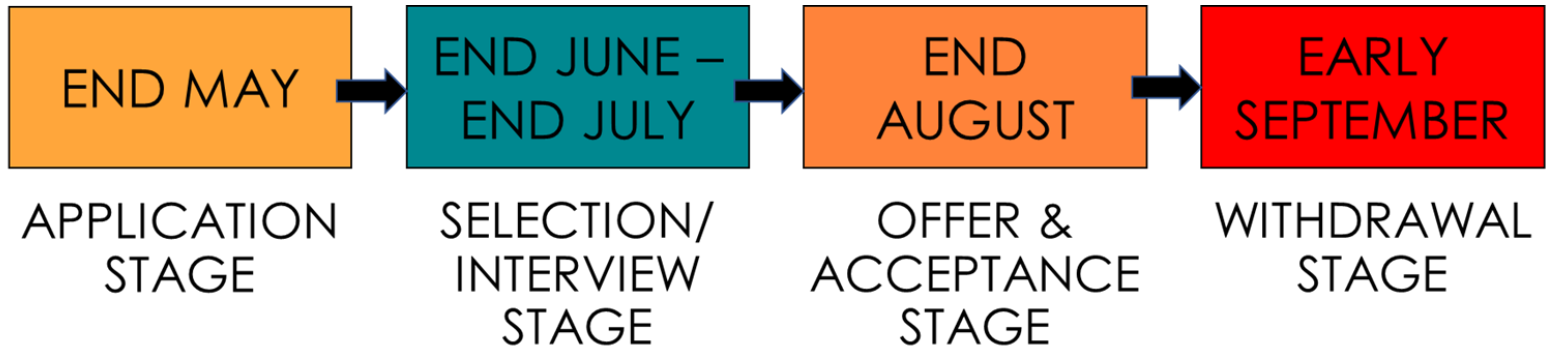 END MAY
END JUNE –
END JULY
END
AUGUST
EARLY
SEPTEMBER
APPLICATION
STAGE
SELECTION/
INTERVIEW
STAGE
OFFER &
ACCEPTANCE
STAGE
WITHDRAWAL
STAGE